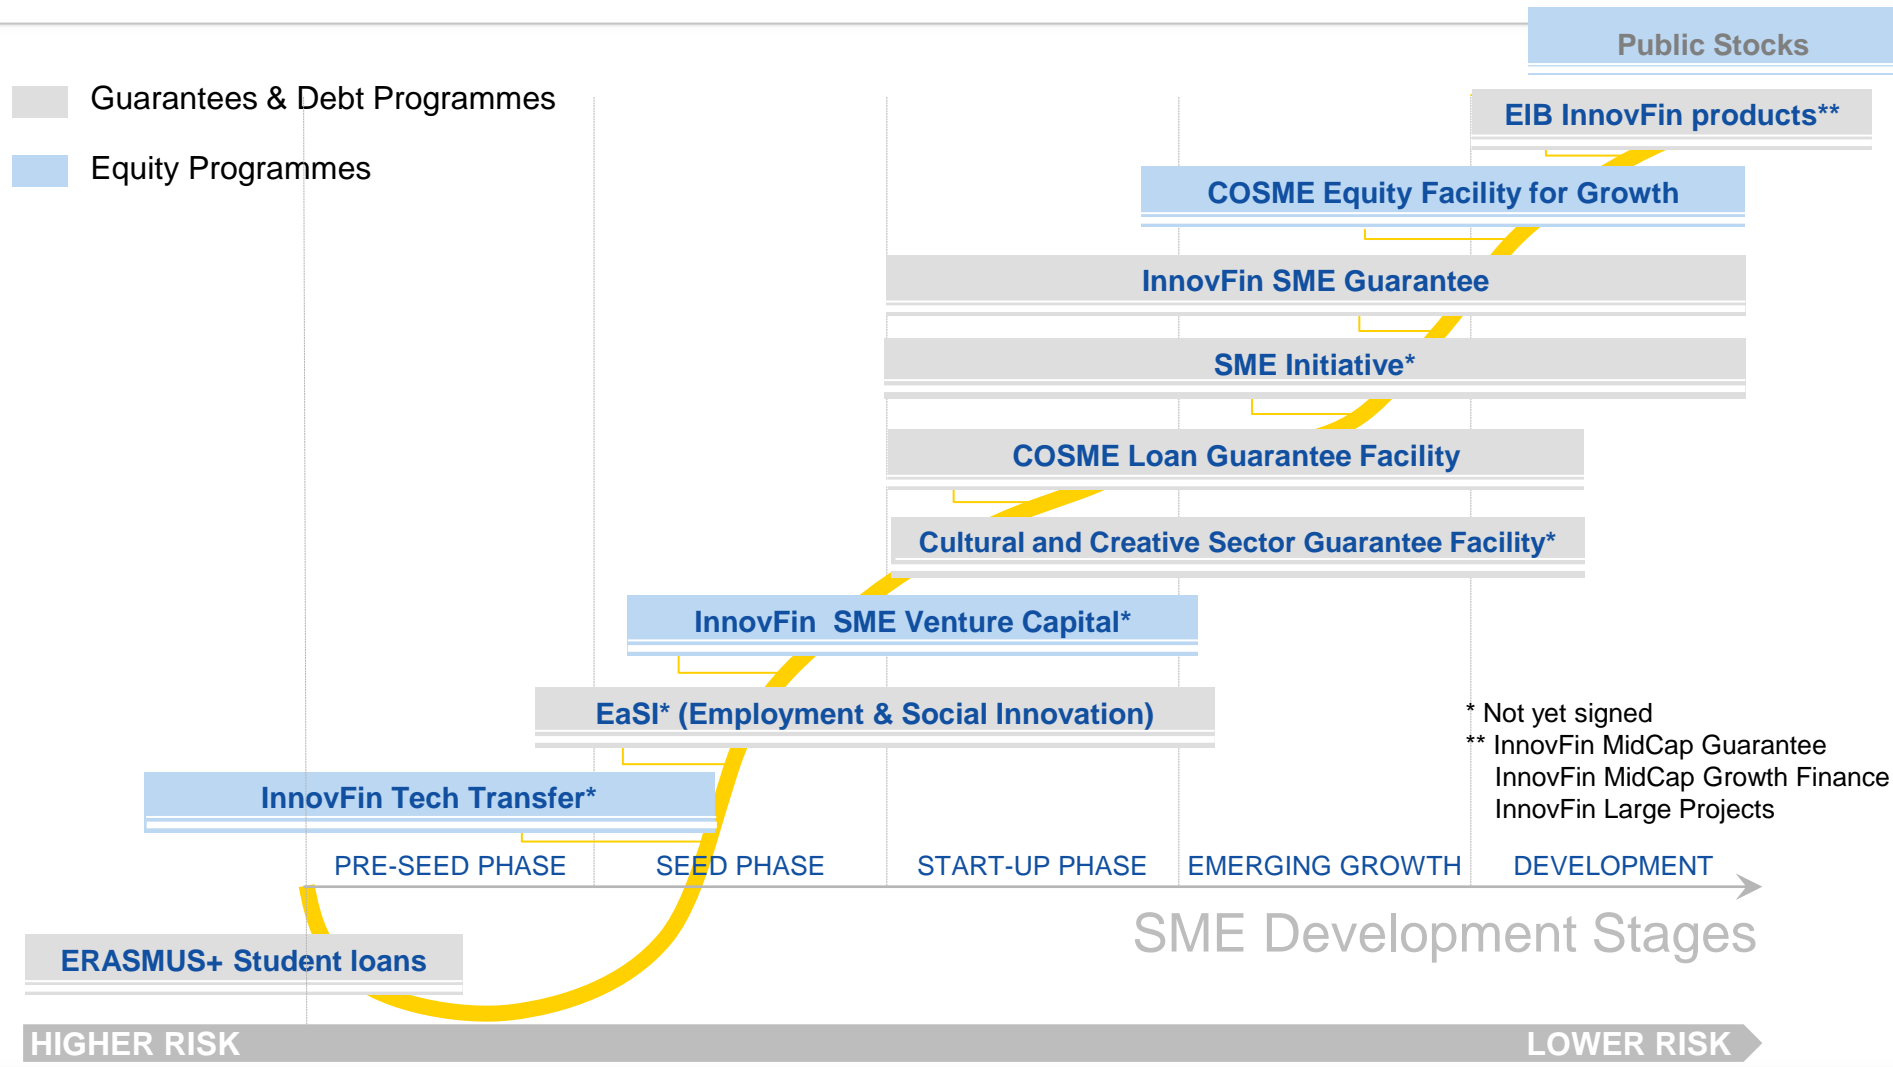 Public Stocks
Guarantees & Debt Programmes
EIB InnovFin products**
Equity Programmes
COSME Equity Facility for Growth
InnovFin SME Guarantee
SME Initiative*
COSME Loan Guarantee Facility
Cultural and Creative Sector Guarantee Facility*
InnovFin  SME Venture Capital*
EaSI* (Employment & Social Innovation)
* Not yet signed
** InnovFin MidCap Guarantee
InnovFin MidCap Growth Finance
InnovFin Large Projects
InnovFin Tech Transfer*
PRE-SEED PHASE
SEED PHASE
START-UP PHASE
EMERGING GROWTH
DEVELOPMENT
SME Development Stages
ERASMUS+ Student loans
HIGHER RISK
LOWER RISK